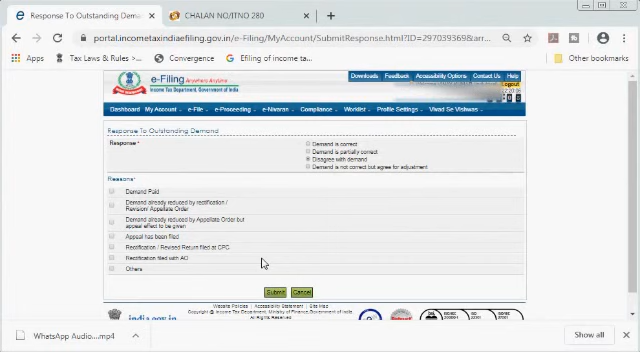 Response To Outstanding Dema
CHALAN NO/ITNO 280
portal.incometaxindiaefiling.gov.in/e-Filing/MyAccount/SubmitResponse.html?ID=297039369&arr...
Apps
Tax Laws & Rules >...
Chrome
Services
Efiling of income ta...
Other bookmarks
e-Filing Anywhere Anytime
Income Tax Department, Government of India
Downloads
Feedback
Accessibility Options
Contact Us
Help
Logout
Dashboard
My Account
e-File
e-Proceeding
e-Nivaran
Compliance
Worklist
Profile Settings
Vivad Se Vishwas
Response To Outstanding Demand
Response *
Demand is correct
Demand is partially correct
Disagree with demand
Demand is not correct but agree for adjustment
Reasons*
Demand Paid
Demand already reduced by rectification /
Revision/ Appellate Order
Demand already reduced by Appellate Order but
appeal effect to be given
Appeal has been filed
Rectification / Revised Return filed at CPC
Rectification filed with AO
Others
Submit
Cancel
Website Policies | Accessibility Statement | Site Map
Copyright @ Income Tax Department, Ministry of Finance,Government of India.
All Rights Reserved
india.gov.in
WhatsApp Audio....mp4
Show all